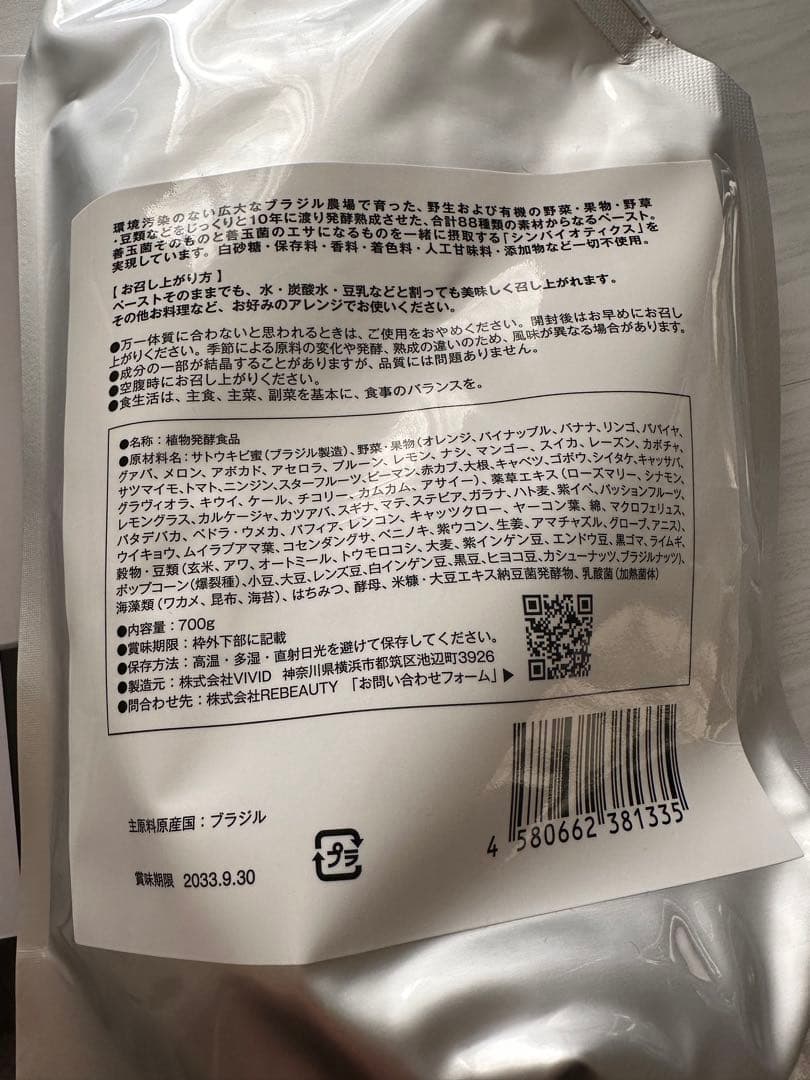 環境汚染のない広大なブラジル農場で育った、野生および有機の野菜・果物・野草
・豆類などをじっくりと10年に渡り発酵熟成させた、合計88種類の素材からなるペースト。
善玉菌そのものと善玉菌のエサになるものを一緒に摂取する「シンバイオティクス」を
実現しています。白砂糖・保存料・香料・着色料・人工甘味料・添加物など一切不使用。
【お召し上がり方】
ペーストそのままでも、水・炭酸水・豆乳などと割っても美味しく召し上がれます。
その他お料理など、お好みのアレンジでお使いください。
●万一体質に合わないと思われるときは、ご使用をおやめください。開封後はお早めにお召し
上がりください。季節による原料の変化や発酵、熟成の違いのため、風味が異なる場合があります。
●成分の一部が結晶することがありますが、品質には問題ありません。
●空腹時にお召し上がりください。
●食生活は、主食、主菜、副菜を基本に、食事のバランスを。
●名称：植物発酵食品
●原材料名：サトウキビ蜜(ブラジル製造)、野菜・果物(オレンジ、パイナップル、バナナ、リンゴ、パパイヤ、
グァバ、メロン、アボカド、アセロラ、プルーン、レモン、ナシ、マンゴー、スイカ、レーズン、カボチャ、
サツマイモ、トマト、ニンジン、スターフルーツ、ピーマン、赤カブ、大根、キャベツ、ゴボウ、シイタケ、キャッサバ、
グラヴィオラ、キウイ、ケール、チコリー、カムカム、アサイー)、薬草エキス(ローズマリー、シナモン、
レモングラス、カルケージャ、カツアバ、スギナ、マテ、ステビア、ガラナ、ハト麦、紫イペ、パッションフルーツ、
バタデバカ、ペドラ・ウメカ、パフィア、レンコン、キャッツクロー、ヤーコン葉、綿、マクロフェリュス、
ウイキョウ、ムイラプアマ葉、コセンダングサ、ベニノキ、紫ウコン、生姜、アマチャズル、グローブ、アニス)、
穀物・豆類(玄米、アワ、オートミール、トウモロコシ、大麦、紫インゲン豆、エンドウ豆、黒ゴマ、ライムギ、
ポップコーン(爆裂種)、小豆、大豆、レンズ豆、白インゲン豆、黒豆、ヒヨコ豆、カシューナッツ、ブラジルナッツ)、
海藻類(ワカメ、昆布、海苔)、はちみつ、酵母、米糠・大豆エキス納豆菌発酵物、乳酸菌(加熱菌体)
●内容量：700g
●賞味期限：枠外下部に記載
●保存方法：高温・多湿・直射日光を避けて保存してください。
●製造元：株式会社VIVID 神奈川県横浜市都筑区池辺町3926
●問合わせ先：株式会社REBEAUTY 「お問い合わせフォーム」▶
主原料原産国：ブラジル
プラ
4 580662 381335
賞味期限 2033.9.30